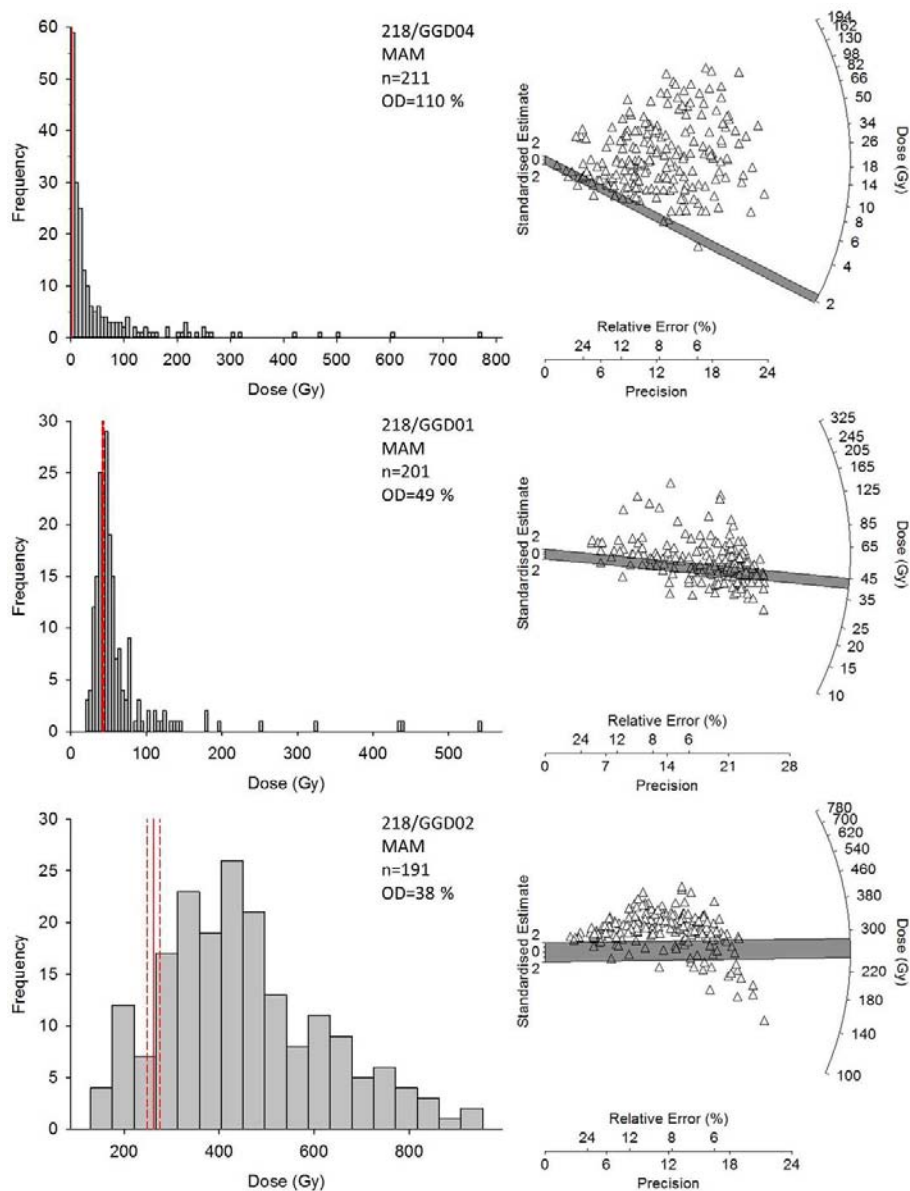 218/GGD04
MAM
n=211
OD=110 %
Frequency
60
50
40
30
20
10
0
0 100 200 300 400 500 600 700 800
Dose (Gy)
Standardised Estimate
2
0
2
194
162
130
98
82
66
50
34
26
18
14
10
8
6
4
2
Dose (Gy)
Relative Error (%)
24 12 8 6
0 6 12 18 24
Precision
218/GGD01
MAM
n=201
OD=49 %
Frequency
30
25
20
15
10
5
0
0 100 200 300 400 500
Dose (Gy)
Standardised Estimate
2
0
2
325
245
205
165
125
85
65
45
35
25
20
15
10
Dose (Gy)
Relative Error (%)
24 12 8 6
0 7 14 21 28
Precision
218/GGD02
MAM
n=191
OD=38 %
Frequency
30
25
20
15
10
5
0
200 400 600 800
Dose (Gy)
Standardised Estimate
2
0
2
780
700
620
540
460
380
300
220
180
140
100
Dose (Gy)
Relative Error (%)
24 12 8 6
0 6 12 18 24
Precision